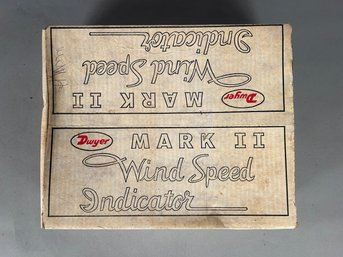 Indicator
Wind Speed
MARK II
Dwyer
Dwyer
MARK II
Wind Speed
Indicator